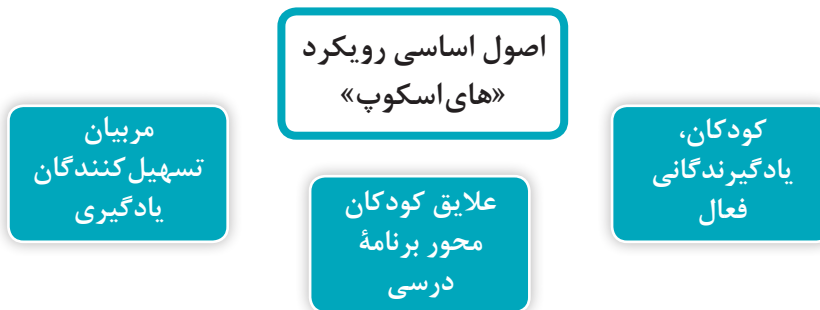 اصول اساسی رویکرد
«های‌اسکوپ»
کودکان،
یادگیرندگانی
فعال
علایق کودکان
محور برنامهٔ
درسی
مربیان
تسهیل‌کنندگان
یادگیری